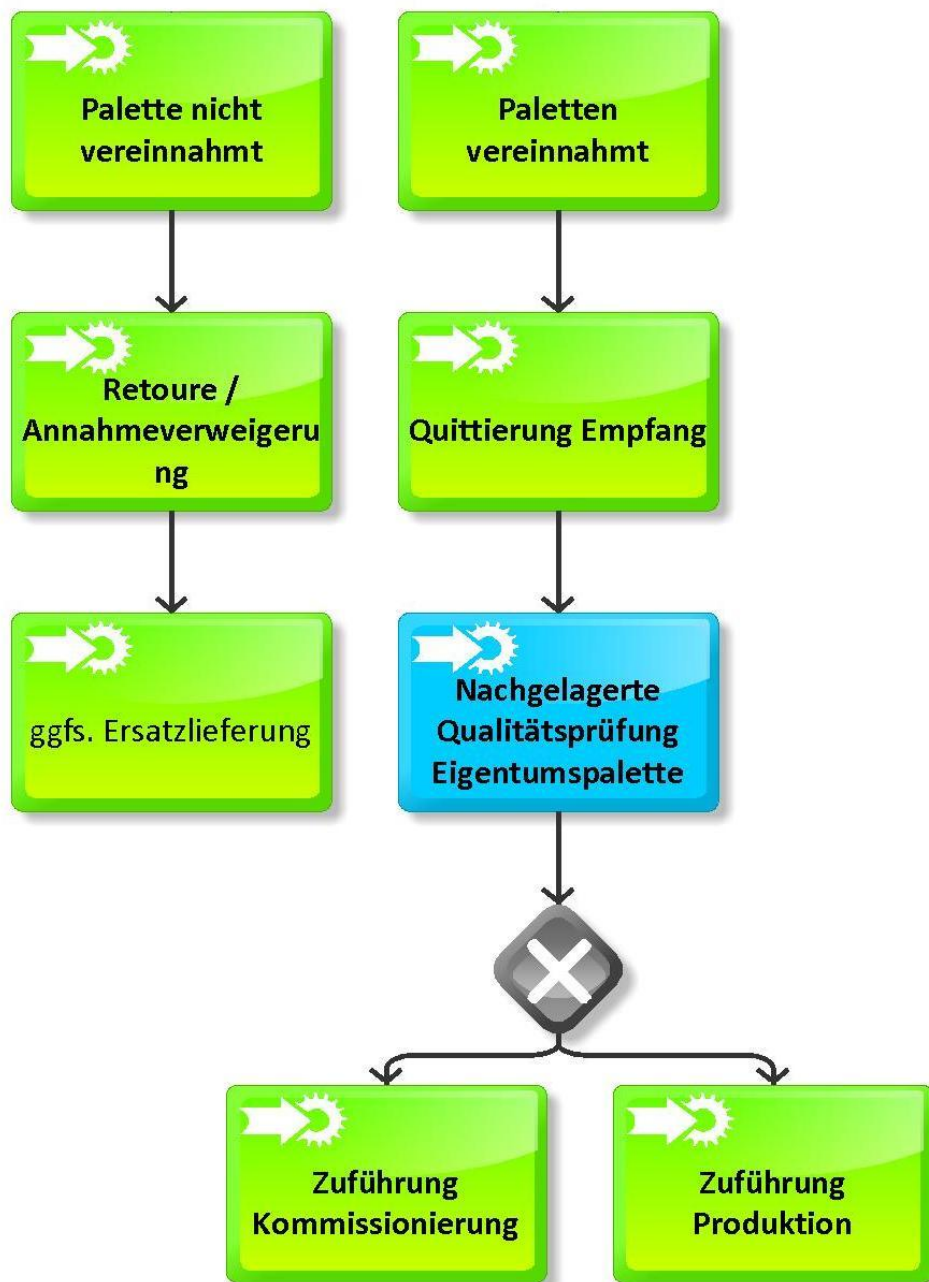 Palette nicht
vereinnahmt
Paletten
vereinnahmt
Retoure /
Annahmeverweigeru
ng
Quittierung Empfang
ggfs. Ersatzlieferung
Nachgelagerte
Qualitätsprüfung
Eigentumspalette
Zuführung
Kommissionierung
Zuführung
Produktion